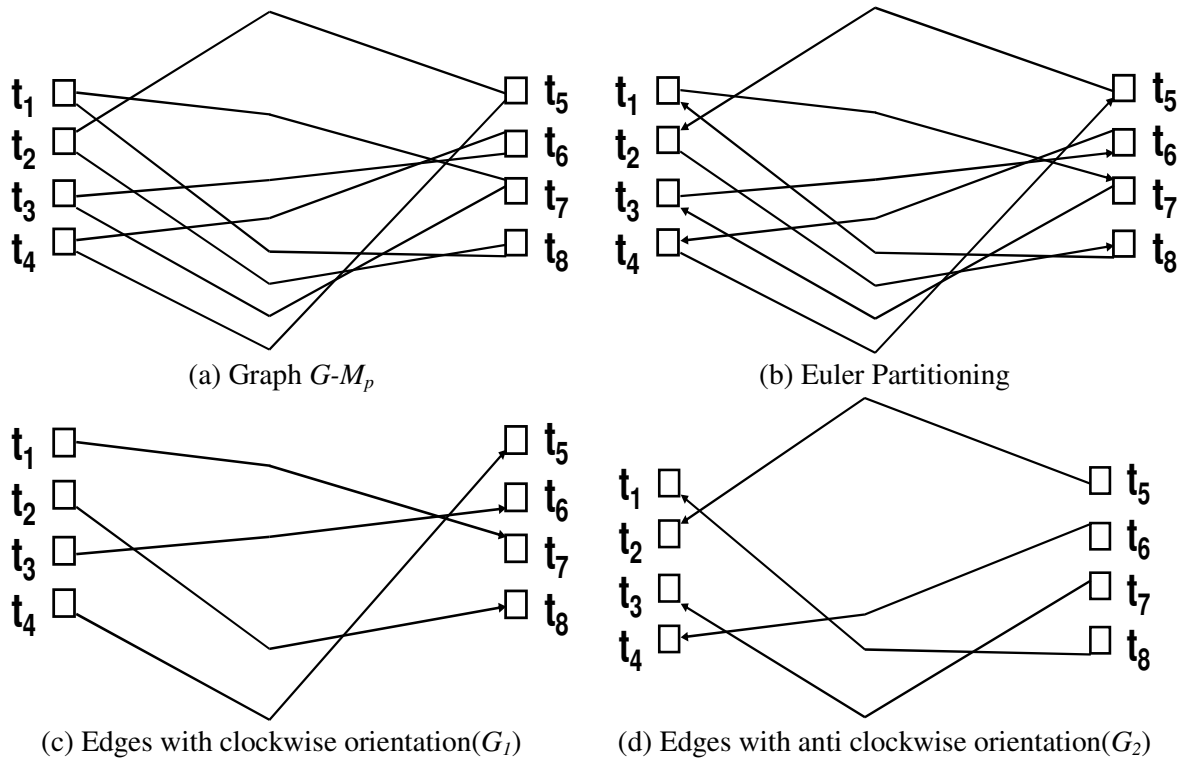 t1
t2
t3
t4
t5
t6
t7
t8
(a) Graph G-Mp
t1
t2
t3
t4
t5
t6
t7
t8
(b) Euler Partitioning
t1
t2
t3
t4
t5
t6
t7
t8
(c) Edges with clockwise orientation(G1)
t1
t2
t3
t4
t5
t6
t7
t8
(d) Edges with anti clockwise orientation(G2)